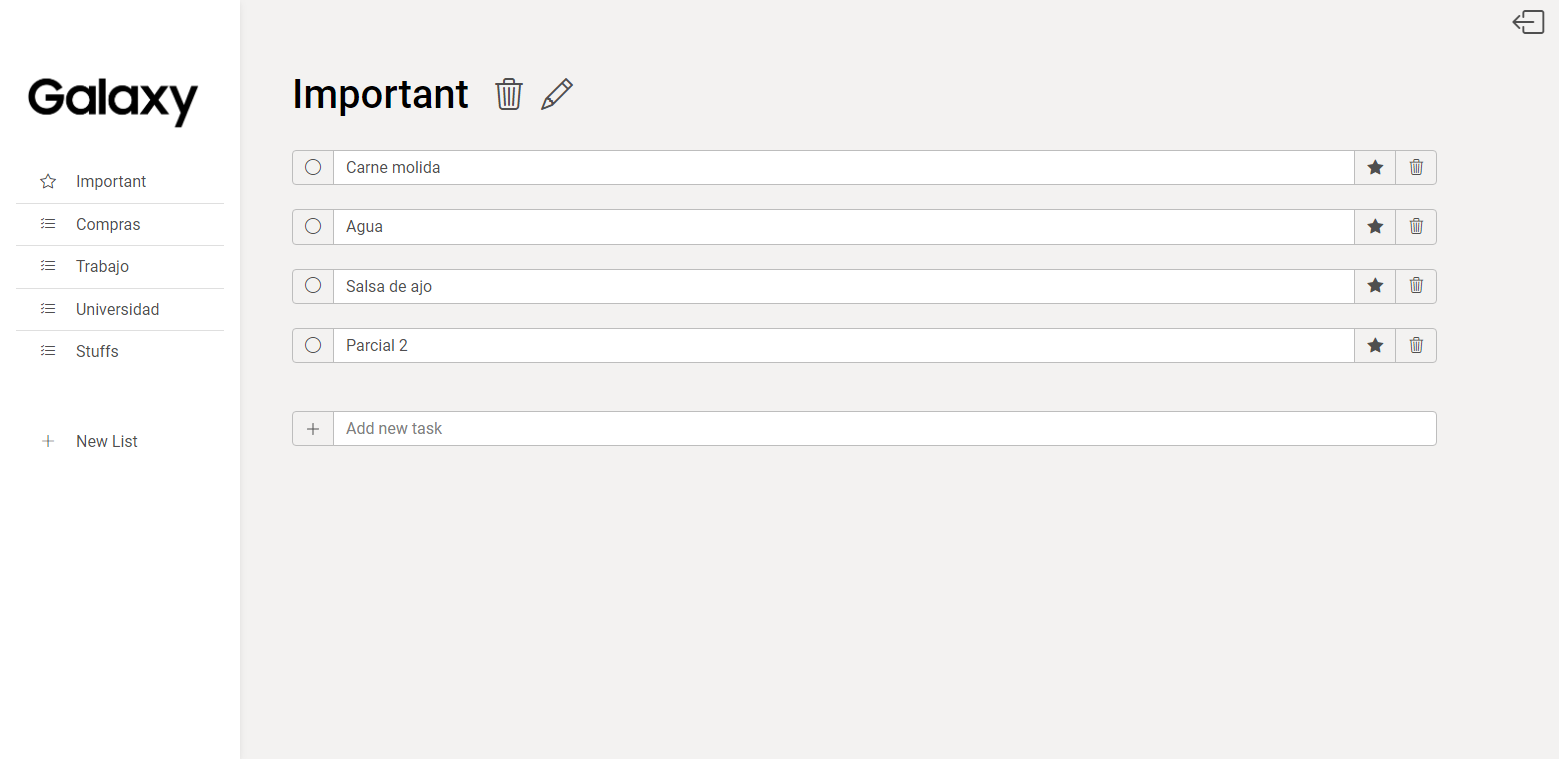 Galaxy
Important
Compras
Trabajo
Universidad
Stuffs
New List
Important
Carne molida
Agua
Salsa de ajo
Parcial 2
Add new task